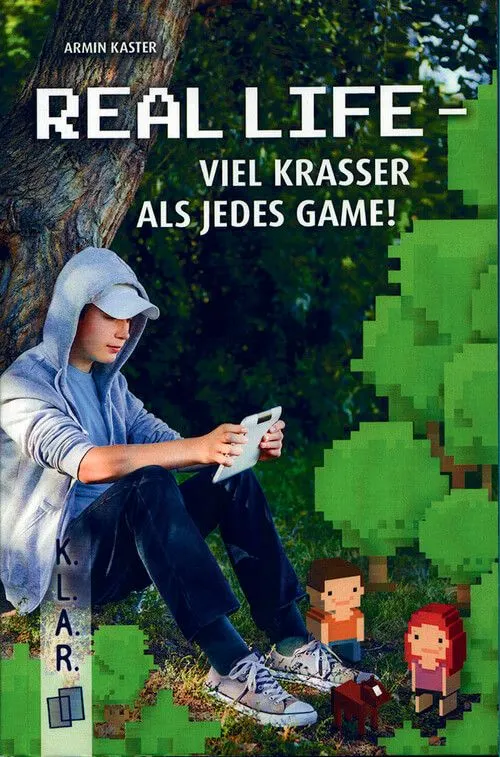 ARMIN KASTER
REAL LIFE –
VIEL KRASSER
ALS JEDES GAME!
K.L.A.R.